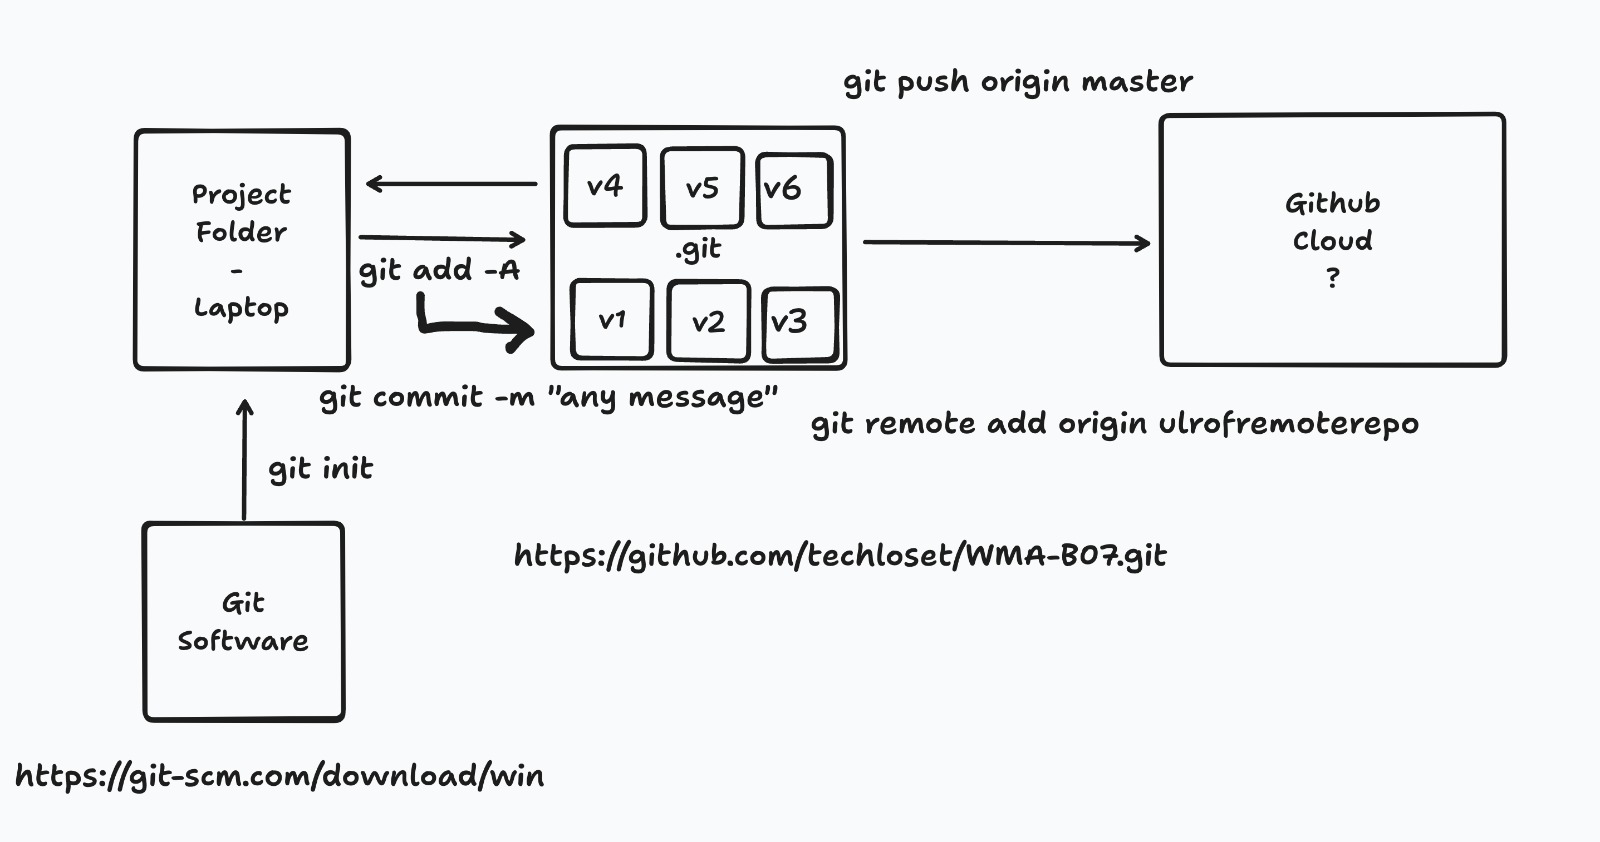 git push origin master
Project
Folder
-
Laptop
v4
v5
v6
.git
v1
v2
v3
git add -A
git commit -m "any message"
Github
Cloud
?
git remote add origin ulrofremoterepo
git init
https://github.com/techloset/WMA-B07.git
Git
Software
https://git-scm.com/download/win